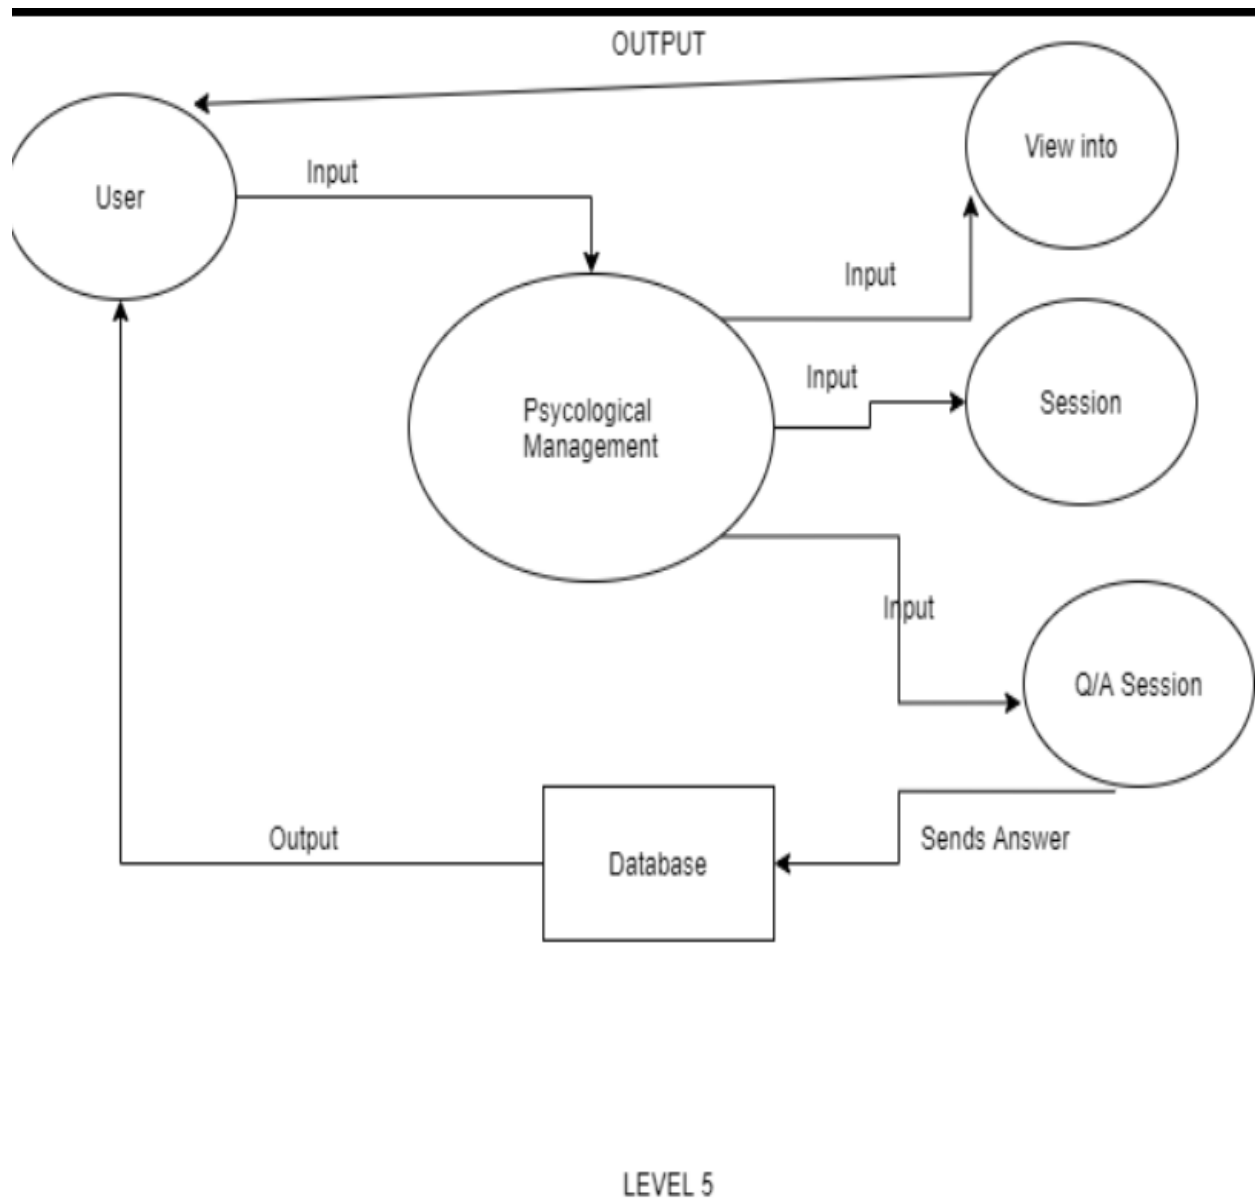 OUTPUT
View into
User
Input
Input
Input
Session
Psycological
Management
Input
Q/A Session
Output
Database
Sends Answer
LEVEL 5